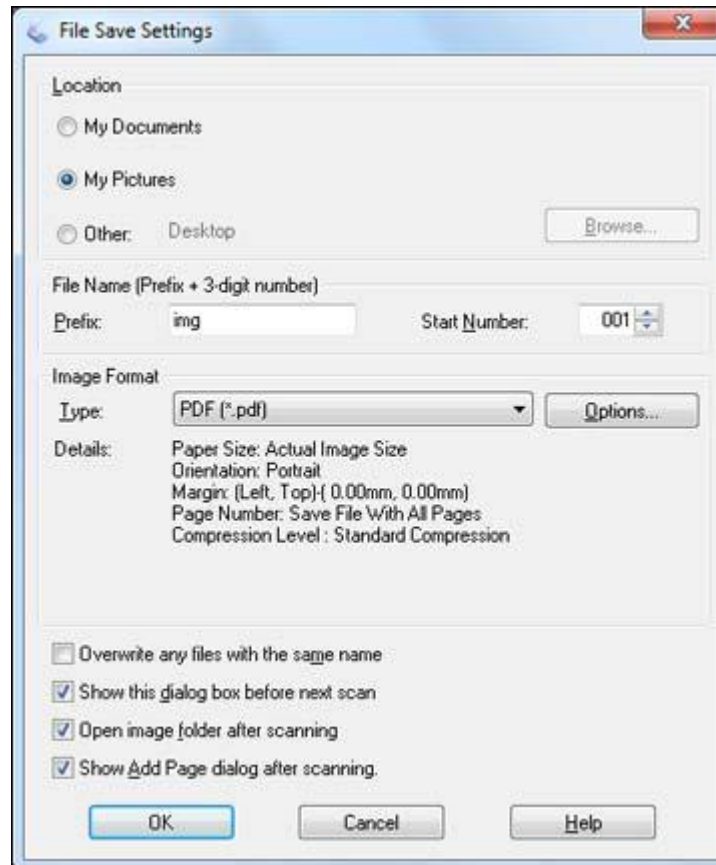 File Save Settings
Location
My Documents
My Pictures
Other: Desktop Browse...
File Name (Prefix + 3-digit number)
Prefix: img Start Number: 001
Image Format
Type: PDF (*.pdf) Options...
Details: Paper Size: Actual Image Size
Orientation: Portrait
Margin: (Left, Top)-( 0.00mm, 0.00mm)
Page Number: Save File With All Pages
Compression Level : Standard Compression
Overwrite any files with the same name
Show this dialog box before next scan
Open image folder after scanning
Show Add Page dialog after scanning.
OK Cancel Help